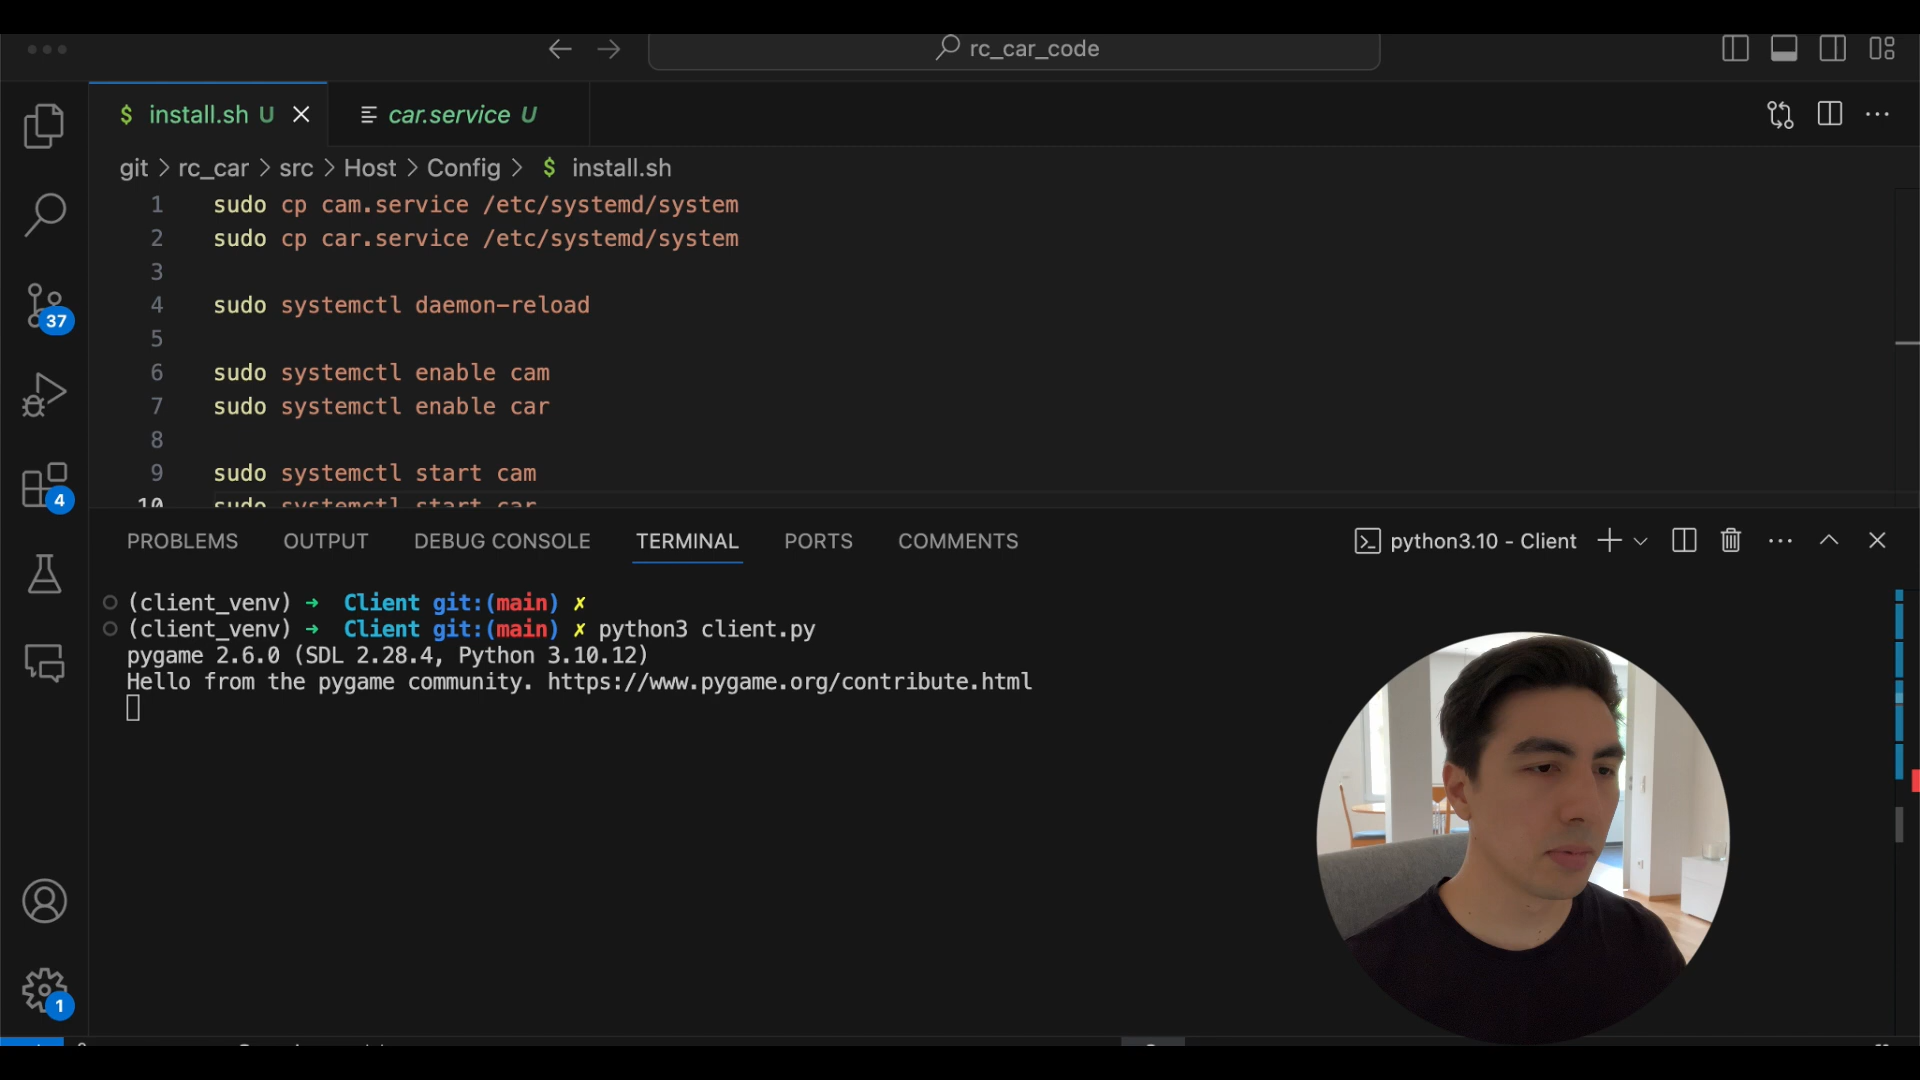 rc_car_code
$ install.sh U car.service U
git > rc_car > src > Host > Config > $ install.sh
1 sudo cp cam.service /etc/systemd/system
2 sudo cp car.service /etc/systemd/system
3
4 sudo systemctl daemon-reload
5
6 sudo systemctl enable cam
7 sudo systemctl enable car
8
9 sudo systemctl start cam
10 sudo systemctl start car
37
4
1
PROBLEMS OUTPUT DEBUG CONSOLE TERMINAL PORTS COMMENTS python3.10 - Client
(client_venv) → Client git:(main) ✗
(client_venv) → Client git:(main) ✗ python3 client.py
pygame 2.6.0 (SDL 2.28.4, Python 3.10.12)
Hello from the pygame community. https://www.pygame.org/contribute.html